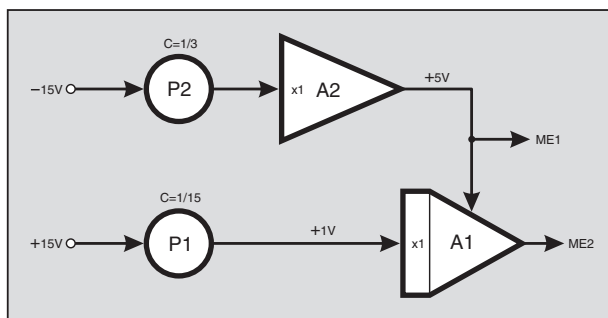 C=1/3
−15V
P2
x1
A2
+5V
ME1
C=1/15
+15V
P1
+1V
x1
A1
ME2